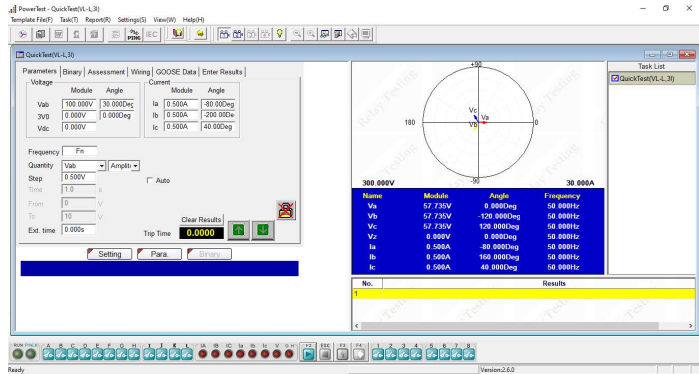 PowerTest - QuickTest(VL-L,3I)
Template File(F) Task(T) Report(R) Settings(S) View(W) Help(H)
PING IEC
QuickTest(VL-L,3I)
Parameters Binary Assessment Wiring GOOSE Data Enter Results
Voltage
Module Angle
Vab 100.000V 30.000Deg
3V0 0.000V 0.000Deg
Vdc 0.000V
Current
Module Angle
Ia 0.500A -80.00Deg
Ib 0.500A -200.00De
Ic 0.500A 40.00Deg
Frequency Fn
Quantity Vab Amplit
Step 0.500V Auto
Time 1.0 s
From 0 V
To 10 V
Ext. time 0.000s
Clear Results
Trip Time 0.0000
Setting Para. Binary
+90
180
0
-90
Vc
Va
Vb
300.000V 30.000A
Name Module Angle Frequency
Va 57.735V 0.000Deg 50.000Hz
Vb 57.735V -120.000Deg 50.000Hz
Vc 57.735V 120.000Deg 50.000Hz
Vz 0.000V 0.000Deg 50.000Hz
Ia 0.500A -80.000Deg 50.000Hz
Ib 0.500A 160.000Deg 50.000Hz
Ic 0.500A 40.000Deg 50.000Hz
No. Results
1
Task List
QuickTest(VL-L,3I)
Relay Testing
RUN A B C D E F G H I J K L IA IB IC Ia Ib Ic V O H F2 ESC F3 F4 1 2 3 4 5 6 7 8
Ready Version:2.6.0